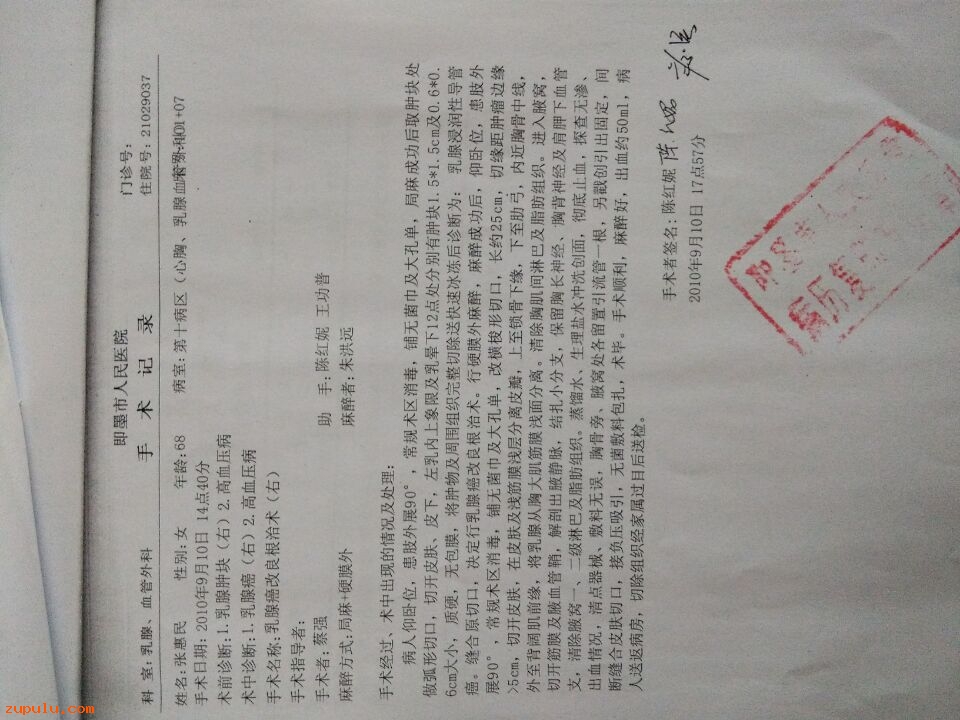 即墨市人民医院
手 术 记 录
门诊号:
科 室:乳腺、血管外科
住院号:21029037
姓名:张惠民 性别:女 年龄:68 病室:第十病区(心胸、乳腺血 +07
手术日期:2010年9月10日 14点40分
术前诊断:1.乳腺肿块(右)2.高血压病
术中诊断:1.乳腺癌(右)2.高血压病
手术名称:乳腺癌改良根治术(右)
手术指导者:
手术者:蔡强 助 手:陈红妮 王功普
麻醉方式:局麻+硬膜外 麻醉者:朱洪远
手术经过、术中出现的情况及处理:
病人仰卧位,患肢外展90°,常规术区消毒,铺无菌巾及大孔单,局麻成功后取肿块处
做弧形切口,切开皮肤、皮下,左乳内上象限及乳晕下12点处分别有肿块1.5*1.5cm及0.6*0.
6cm大小,质硬,无包膜,将肿物及周围组织完整切除送快速冰冻后诊断为:乳腺浸润性导管
癌。缝合原切口,决定行乳腺癌改良根治术。行硬膜外麻醉,麻醉成功后,仰卧位,患肢外
展90°,常规术区消毒,铺无菌巾及大孔单,改横梭形切口,长约25cm,切缘距肿瘤边缘
>5cm,切开皮肤,在皮肤及浅筋膜浅层分离皮瓣,上至锁骨下缘,下至肋弓,内近胸骨中线,
外至背阔肌前缘,将乳腺从胸大肌筋膜浅面分离。清除胸肌间淋巴及脂肪组织。进入腋窝,
切开筋膜及腋血管鞘,解剖出腋静脉,结扎小分支,保留胸长神经、胸背神经及肩胛下血管
支,清除腋窝一、二级淋巴及脂肪组织。蒸馏水、生理盐水冲洗创面,彻底止血,探查无渗、
出血情况,清点器械、敷料无误,胸骨旁、腋窝处各留置引流管一根,另戳创引出固定,间
断缝合皮肤切口,接负压吸引,无菌敷料包扎,术毕。手术顺利,麻醉好,出血约50ml,病
人送返病房,切除组织经家属过目后送检。
手术者签名:陈红妮
2010年9月10日 17点57分
zupulu.com